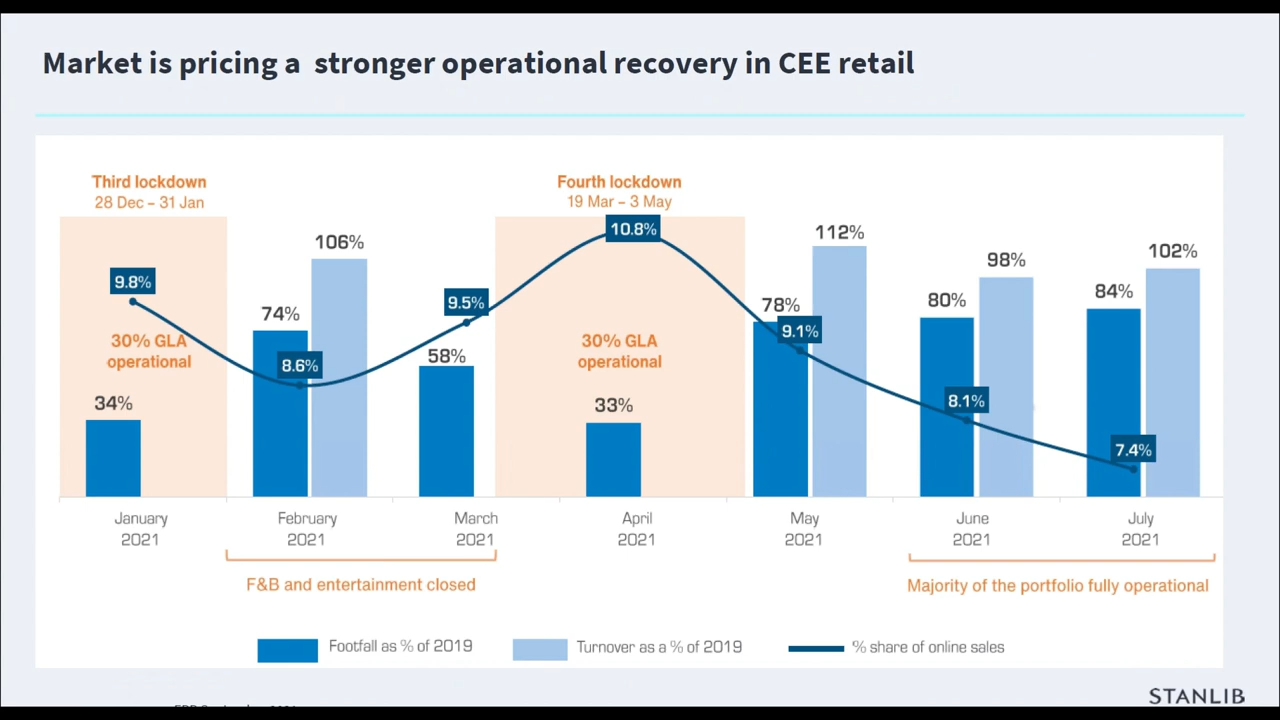 Market is pricing a stronger operational recovery in CEE retail
Third lockdown
28 Dec – 31 Jan
Fourth lockdown
19 Mar – 3 May
9.8%
30% GLA
operational
34%
74%
106%
8.6%
9.5%
58%
10.8%
30% GLA
operational
33%
78%
112%
9.1%
80%
98%
8.1%
84%
102%
7.4%
January
2021
February
2021
March
2021
April
2021
May
2021
June
2021
July
2021
F&B and entertainment closed
Majority of the portfolio fully operational
Footfall as % of 2019
Turnover as a % of 2019
% share of online sales
STANLIB